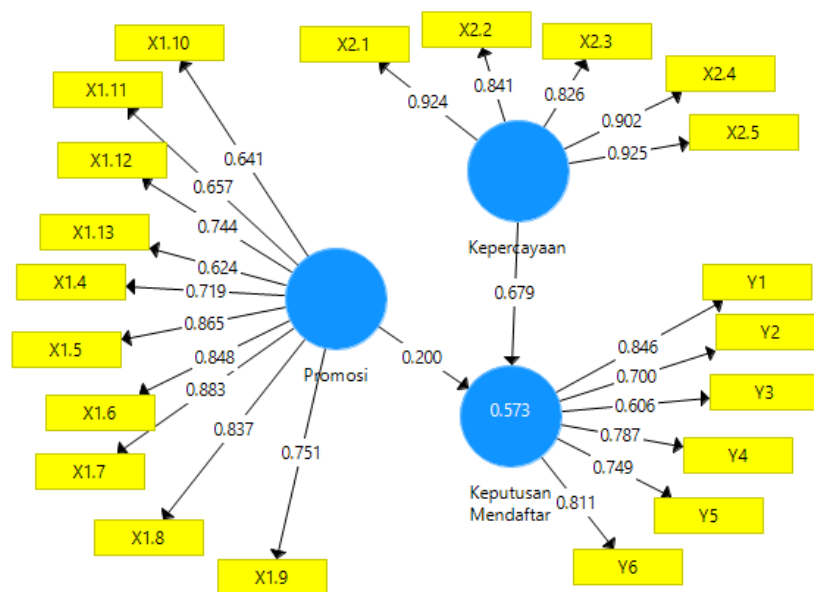 X1.10
X1.11
X1.12
X1.13
X1.4
X1.5
X1.6
X1.7
X1.8
X1.9
0.641
0.657
0.744
0.624
0.719
0.865
0.848
0.883
0.837
0.751
Promosi
0.200
X2.1
X2.2
X2.3
X2.4
X2.5
0.924
0.841
0.826
0.902
0.925
Kepercayaan
0.679
0.573
Keputusan
Mendaftar
0.846
0.700
0.606
0.787
0.749
0.811
Y1
Y2
Y3
Y4
Y5
Y6